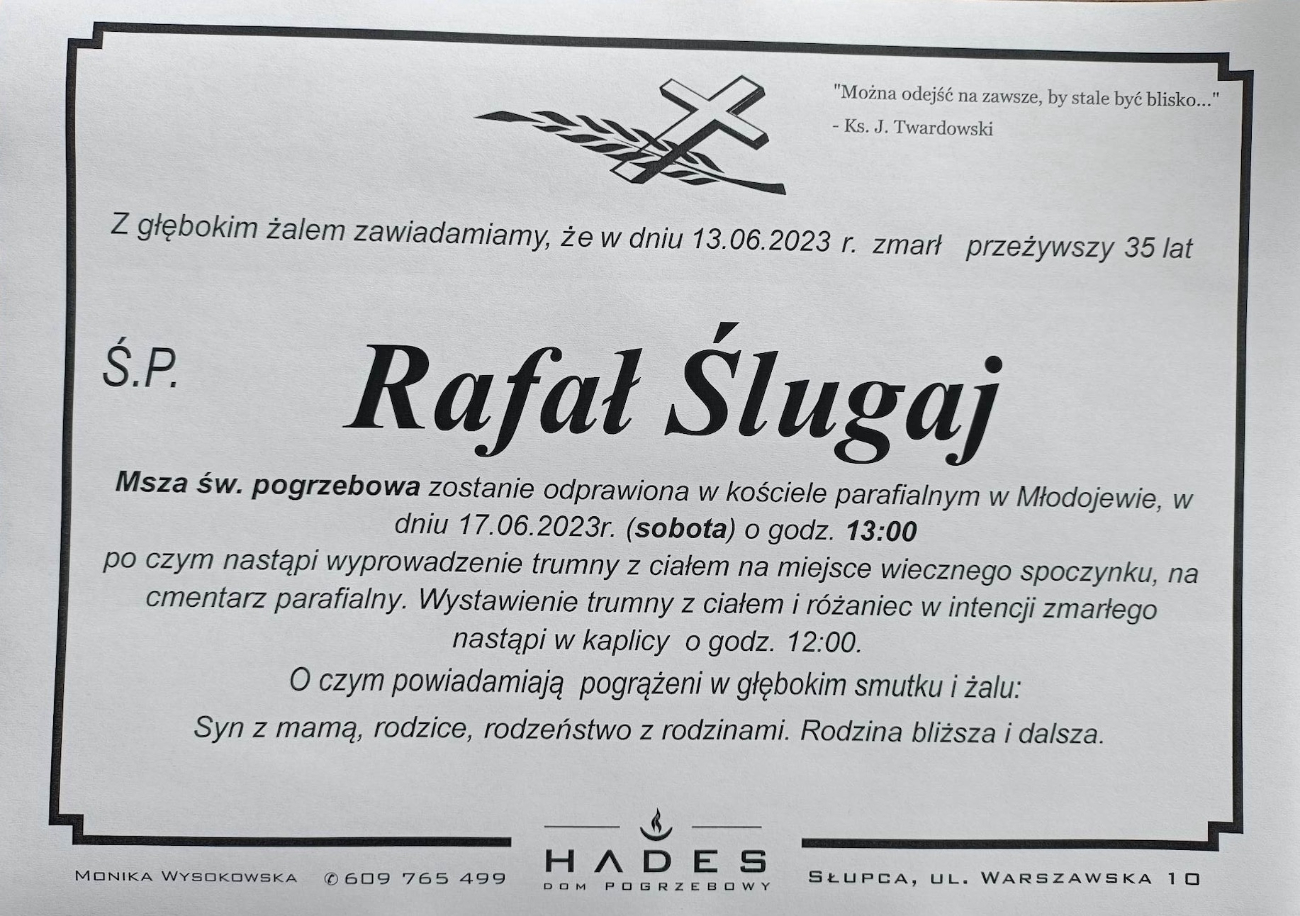 "Można odejść na zawsze, by stale być blisko..."
- Ks. J. Twardowski
Z głębokim żalem zawiadamiamy, że w dniu 13.06.2023 r. zmarł przeżywszy 35 lat
Ś.P.
Rafał Ślugaj
Msza św. pogrzebowa zostanie odprawiona w kościele parafialnym w Młodojewie, w
dniu 17.06.2023r. (sobota) o godz. 13:00
po czym nastąpi wyprowadzenie trumny z ciałem na miejsce wiecznego spoczynku, na
cmentarz parafialny. Wystawienie trumny z ciałem i różaniec w intencji zmarłego
nastąpi w kaplicy o godz. 12:00.
O czym powiadamiają pogrążeni w głębokim smutku i żalu:
Syn z mamą, rodzice, rodzeństwo z rodzinami. Rodzina bliższa i dalsza.
MONIKA WYSOKOWSKA ✆609 765 499
HADES
DOM POGRZEBOWY
SŁUPCA, UL. WARSZAWSKA 10